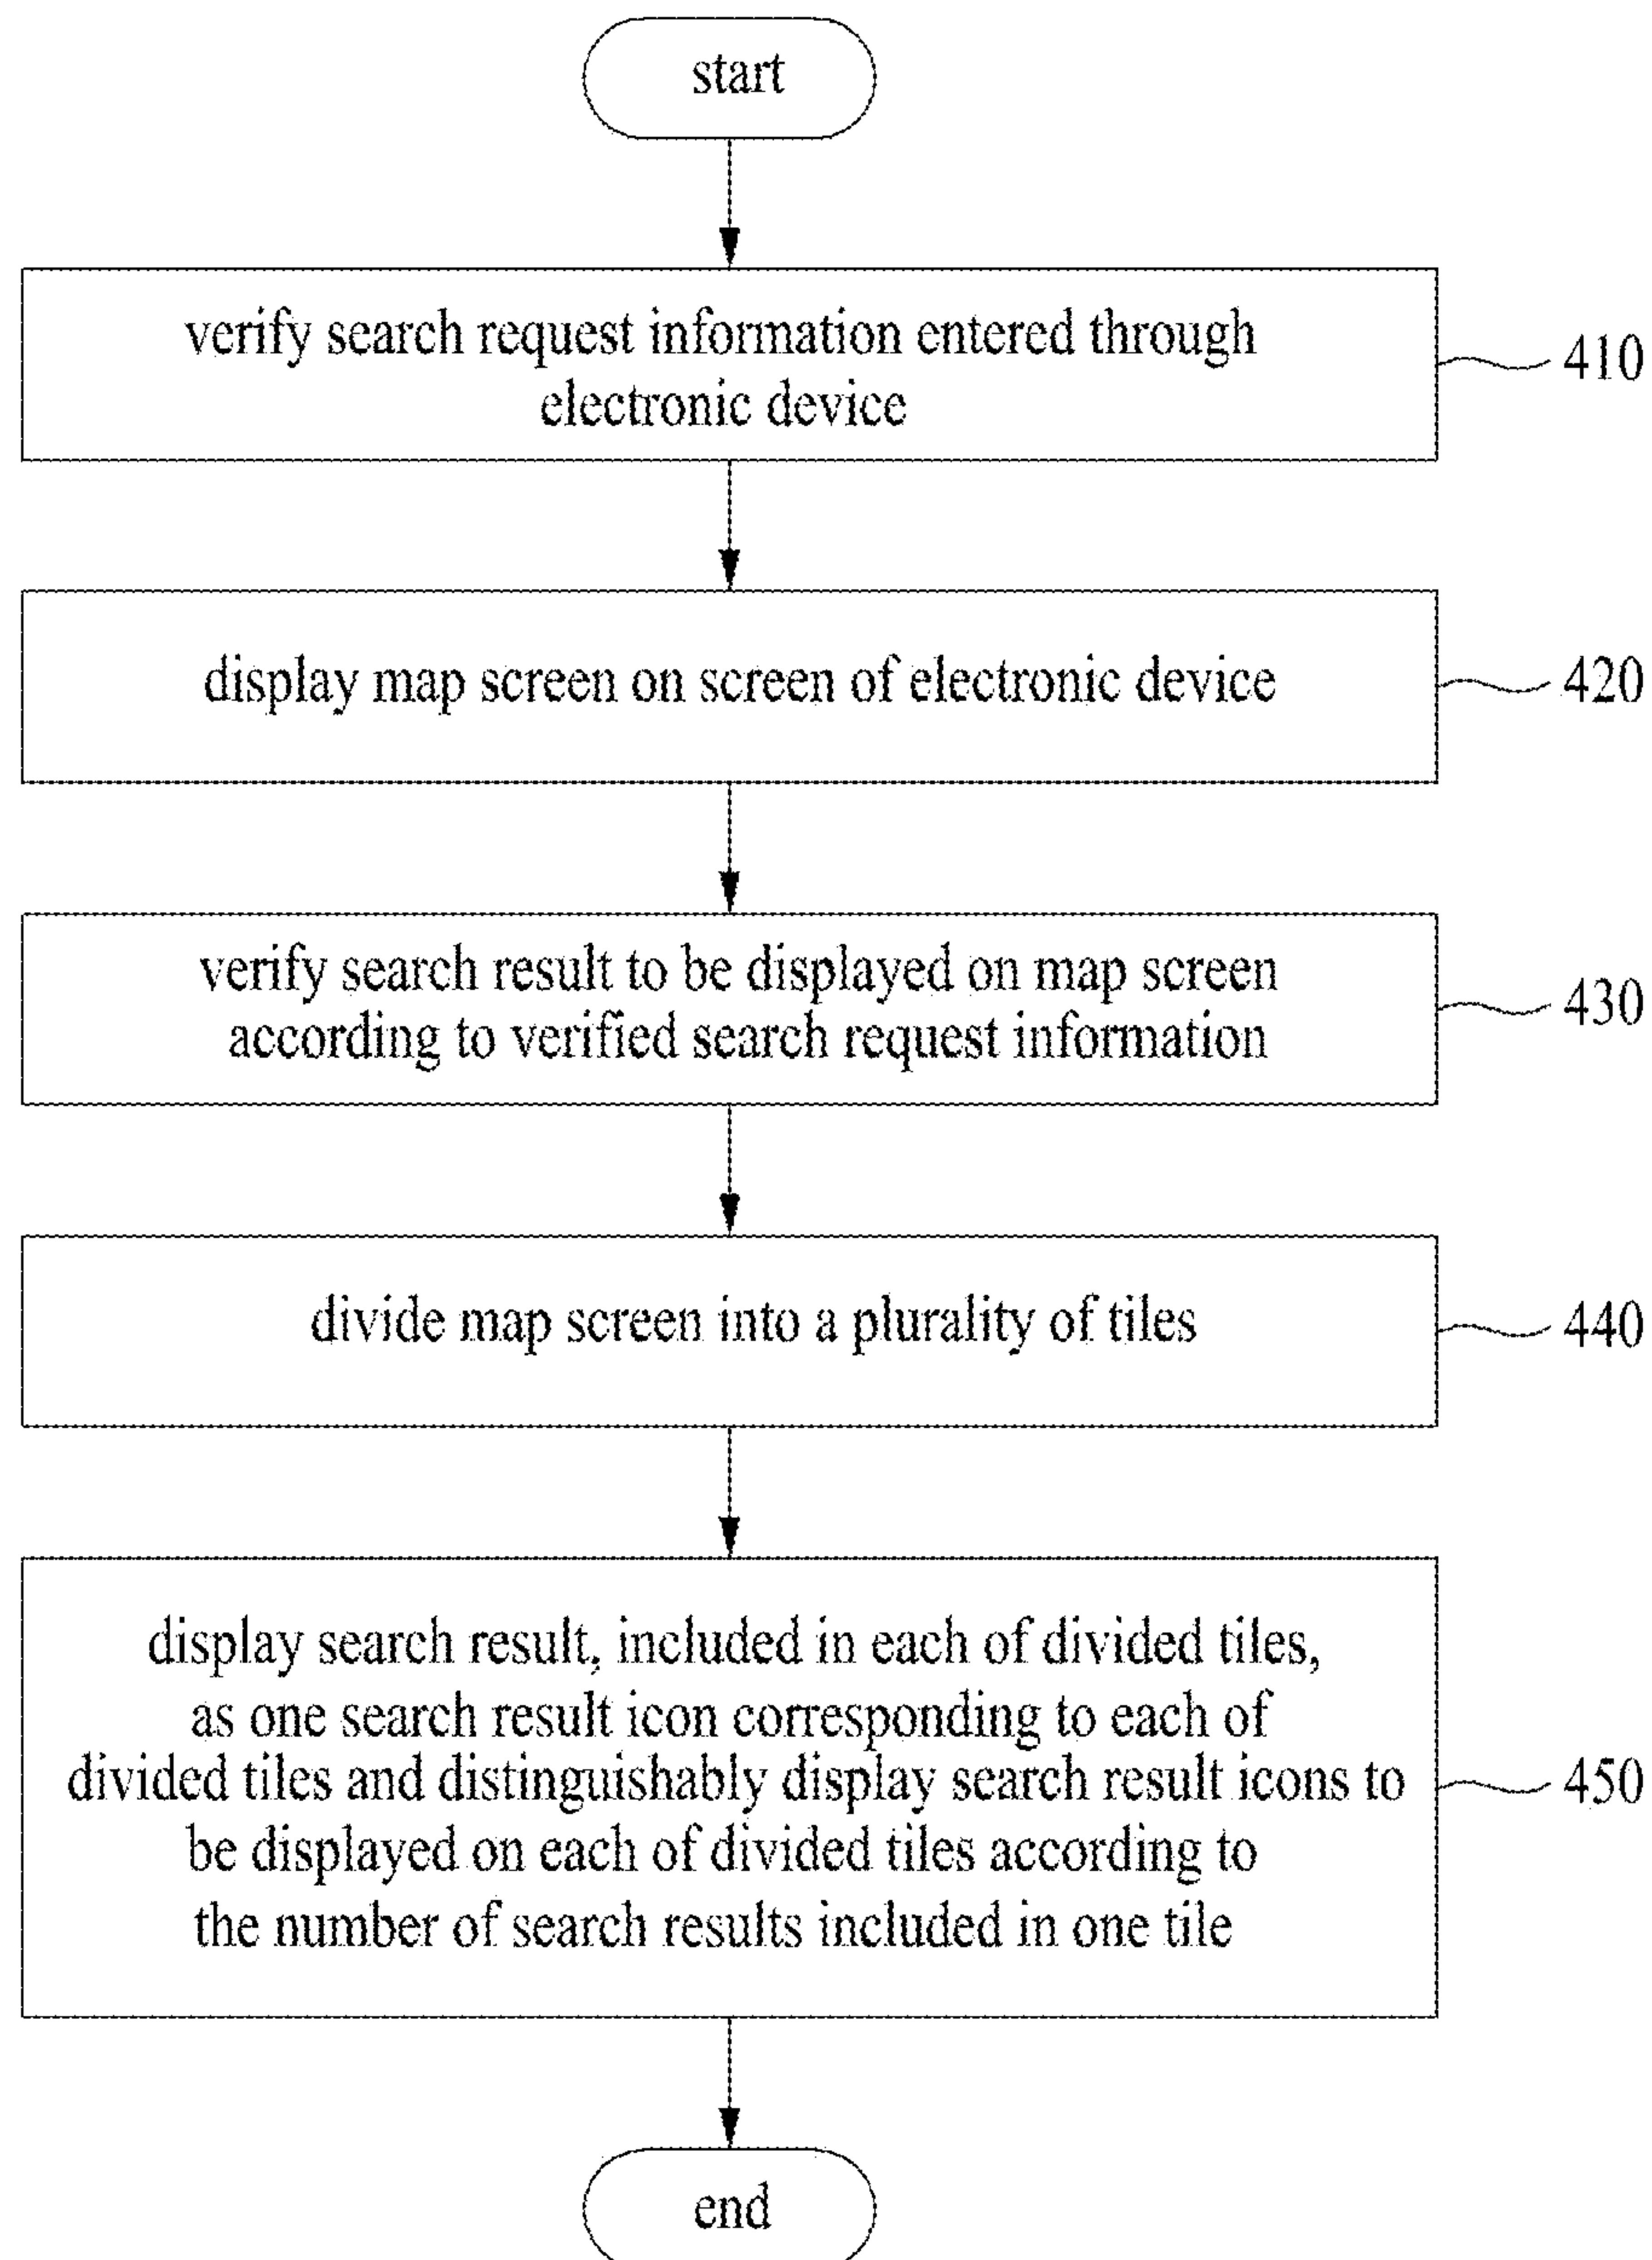 start
verify search request information entered through
electronic device
410
display map screen on screen of electronic device
420
verify search result to be displayed on map screen
according to verified search request information
430
divide map screen into a plurality of tiles
440
display search result, included in each of divided tiles,
as one search result icon corresponding to each of
divided tiles and distinguishably display search result icons to
be displayed on each of divided tiles according to
the number of search results included in one tile
450
end